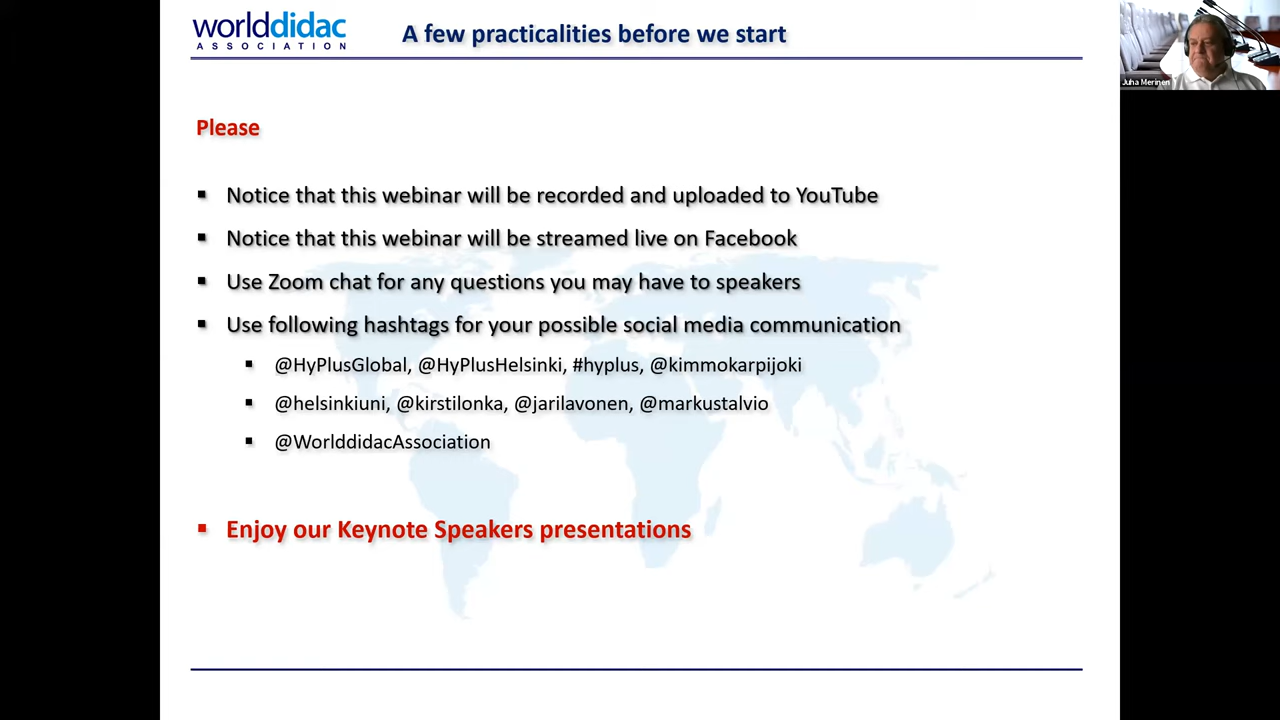 worlddidac
ASSOCIATION
A few practicalities before we start
Juha Merinen
Please
▪ Notice that this webinar will be recorded and uploaded to YouTube
▪ Notice that this webinar will be streamed live on Facebook
▪ Use Zoom chat for any questions you may have to speakers
▪ Use following hashtags for your possible social media communication
▪ @HyPlusGlobal, @HyPlusHelsinki, #hyplus, @kimmokarpijoki
▪ @helsinkiuni, @kirstilonka, @jarilavonen, @markustalvio
▪ @WorlddidacAssociation
▪ Enjoy our Keynote Speakers presentations